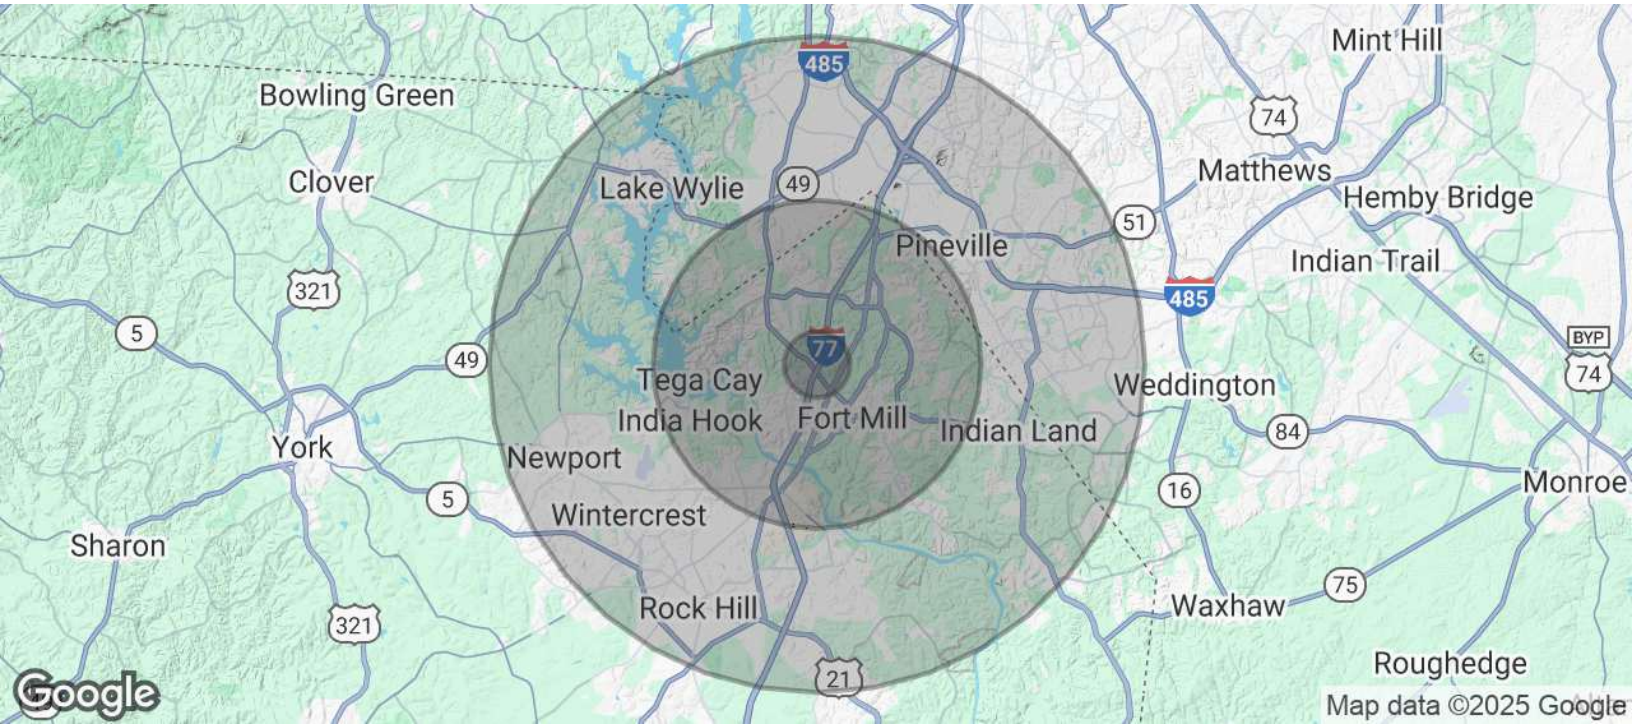 Mint Hill
485
Bowling Green
74
Matthews
Clover
Lake Wylie
49
Hemby Bridge
51
Pineville
Indian Trail
321
485
5
BYP
77
49
74
Tega Cay
Weddington
India Hook
Fort Mill
Indian Land
84
York
Newport
Monroe
5
16
Wintercrest
Sharon
75
Rock Hill
Waxhaw
321
Roughedge
21
Google
Map data ©2025 Google